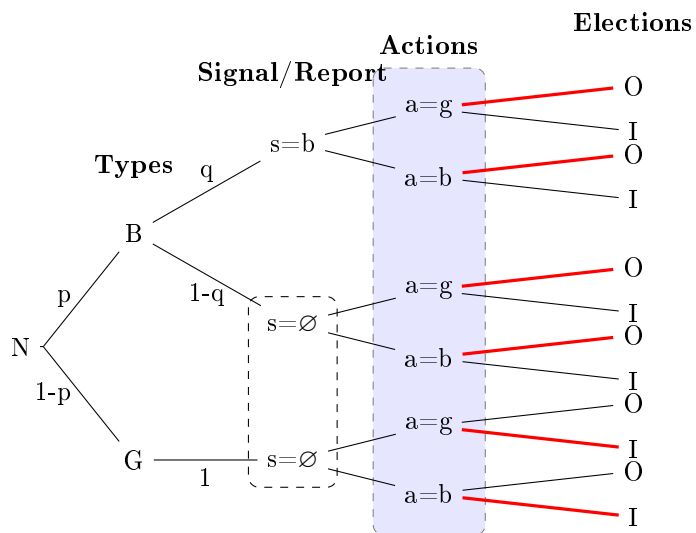 Elections
Actions
Signal/Report
O
a=g
I
s=b
O
Types
q
a=b
I
B
O
a=g
1-q
I
p
s=∅
O
N
a=b
I
1-p
O
a=g
I
G
1
s=∅
O
a=b
I